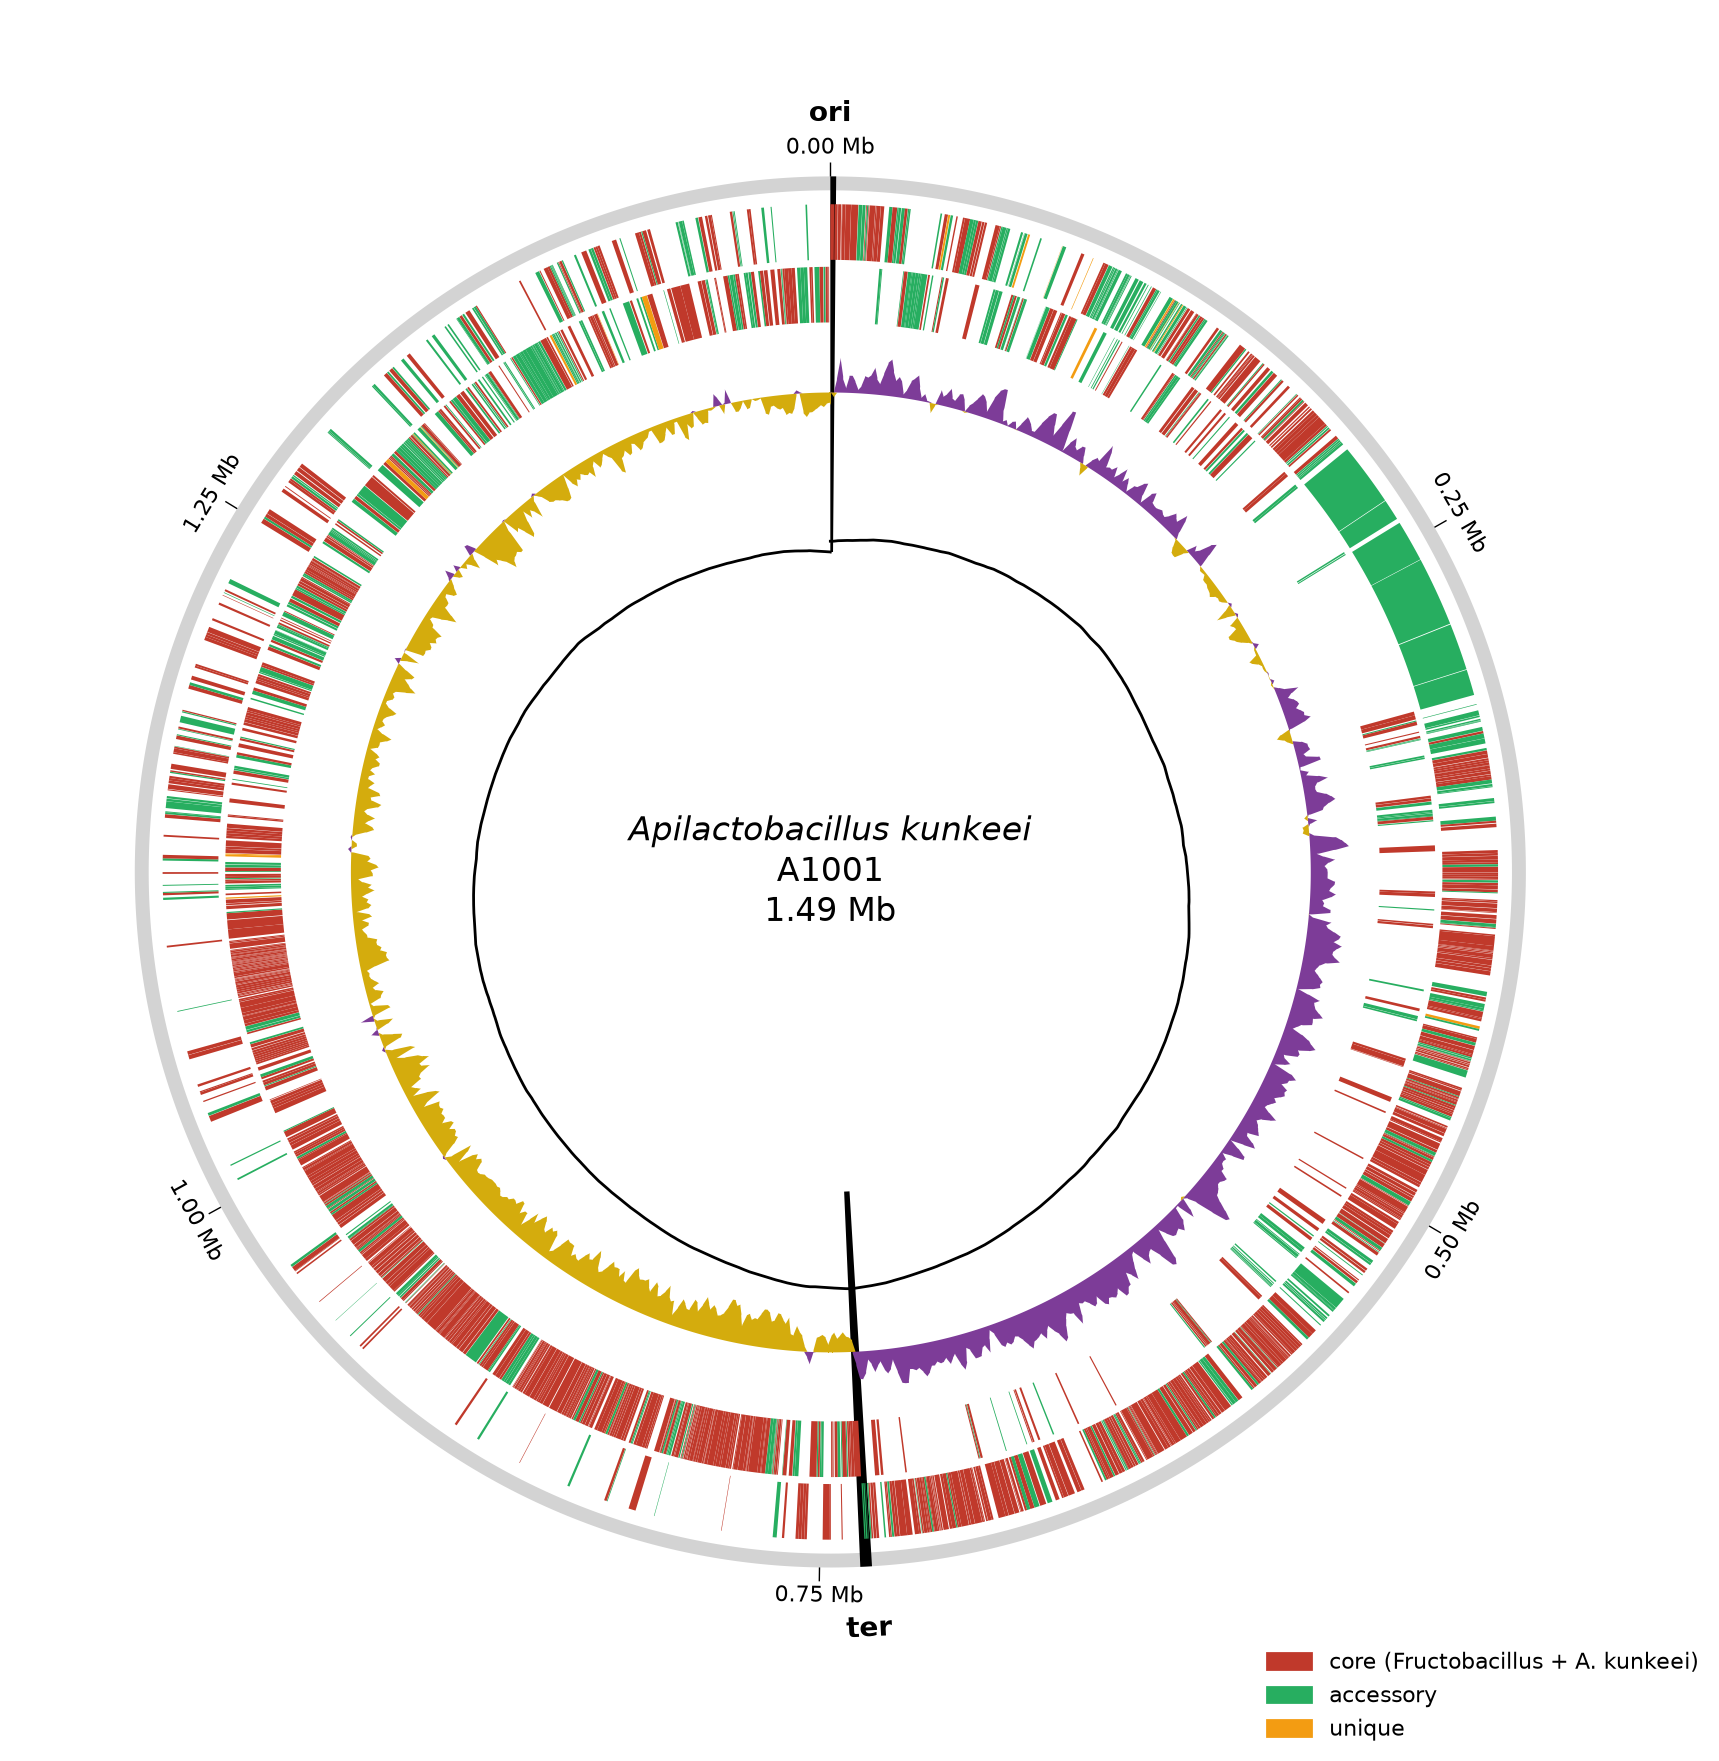 ori
0.00 Mb
0.25 Mb
0.50 Mb
0.75 Mb
ter
1.00 Mb
1.25 Mb
Apilactobacillus kunkeei
A1001
1.49 Mb
core (Fructobacillus + A. kunkeei)
accessory
unique